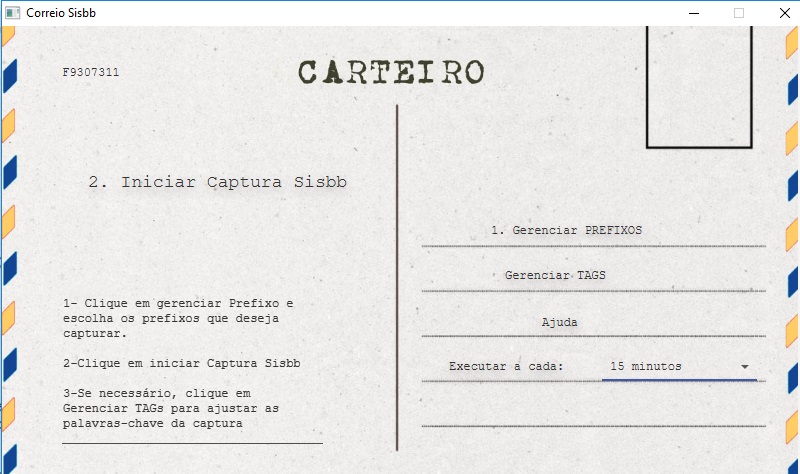 Correio Sisbb
F9307311
CARTEIRO
2. Iniciar Captura Sisbb
1- Clique em gerenciar Prefixo e
escolha os prefixos que deseja
capturar.
2-Clique em iniciar Captura Sisbb
3-Se necessário, clique em
Gerenciar TAGs para ajustar as
palavras-chave da captura
1. Gerenciar PREFIXOS
Gerenciar TAGS
Ajuda
Executar a cada: 15 minutos